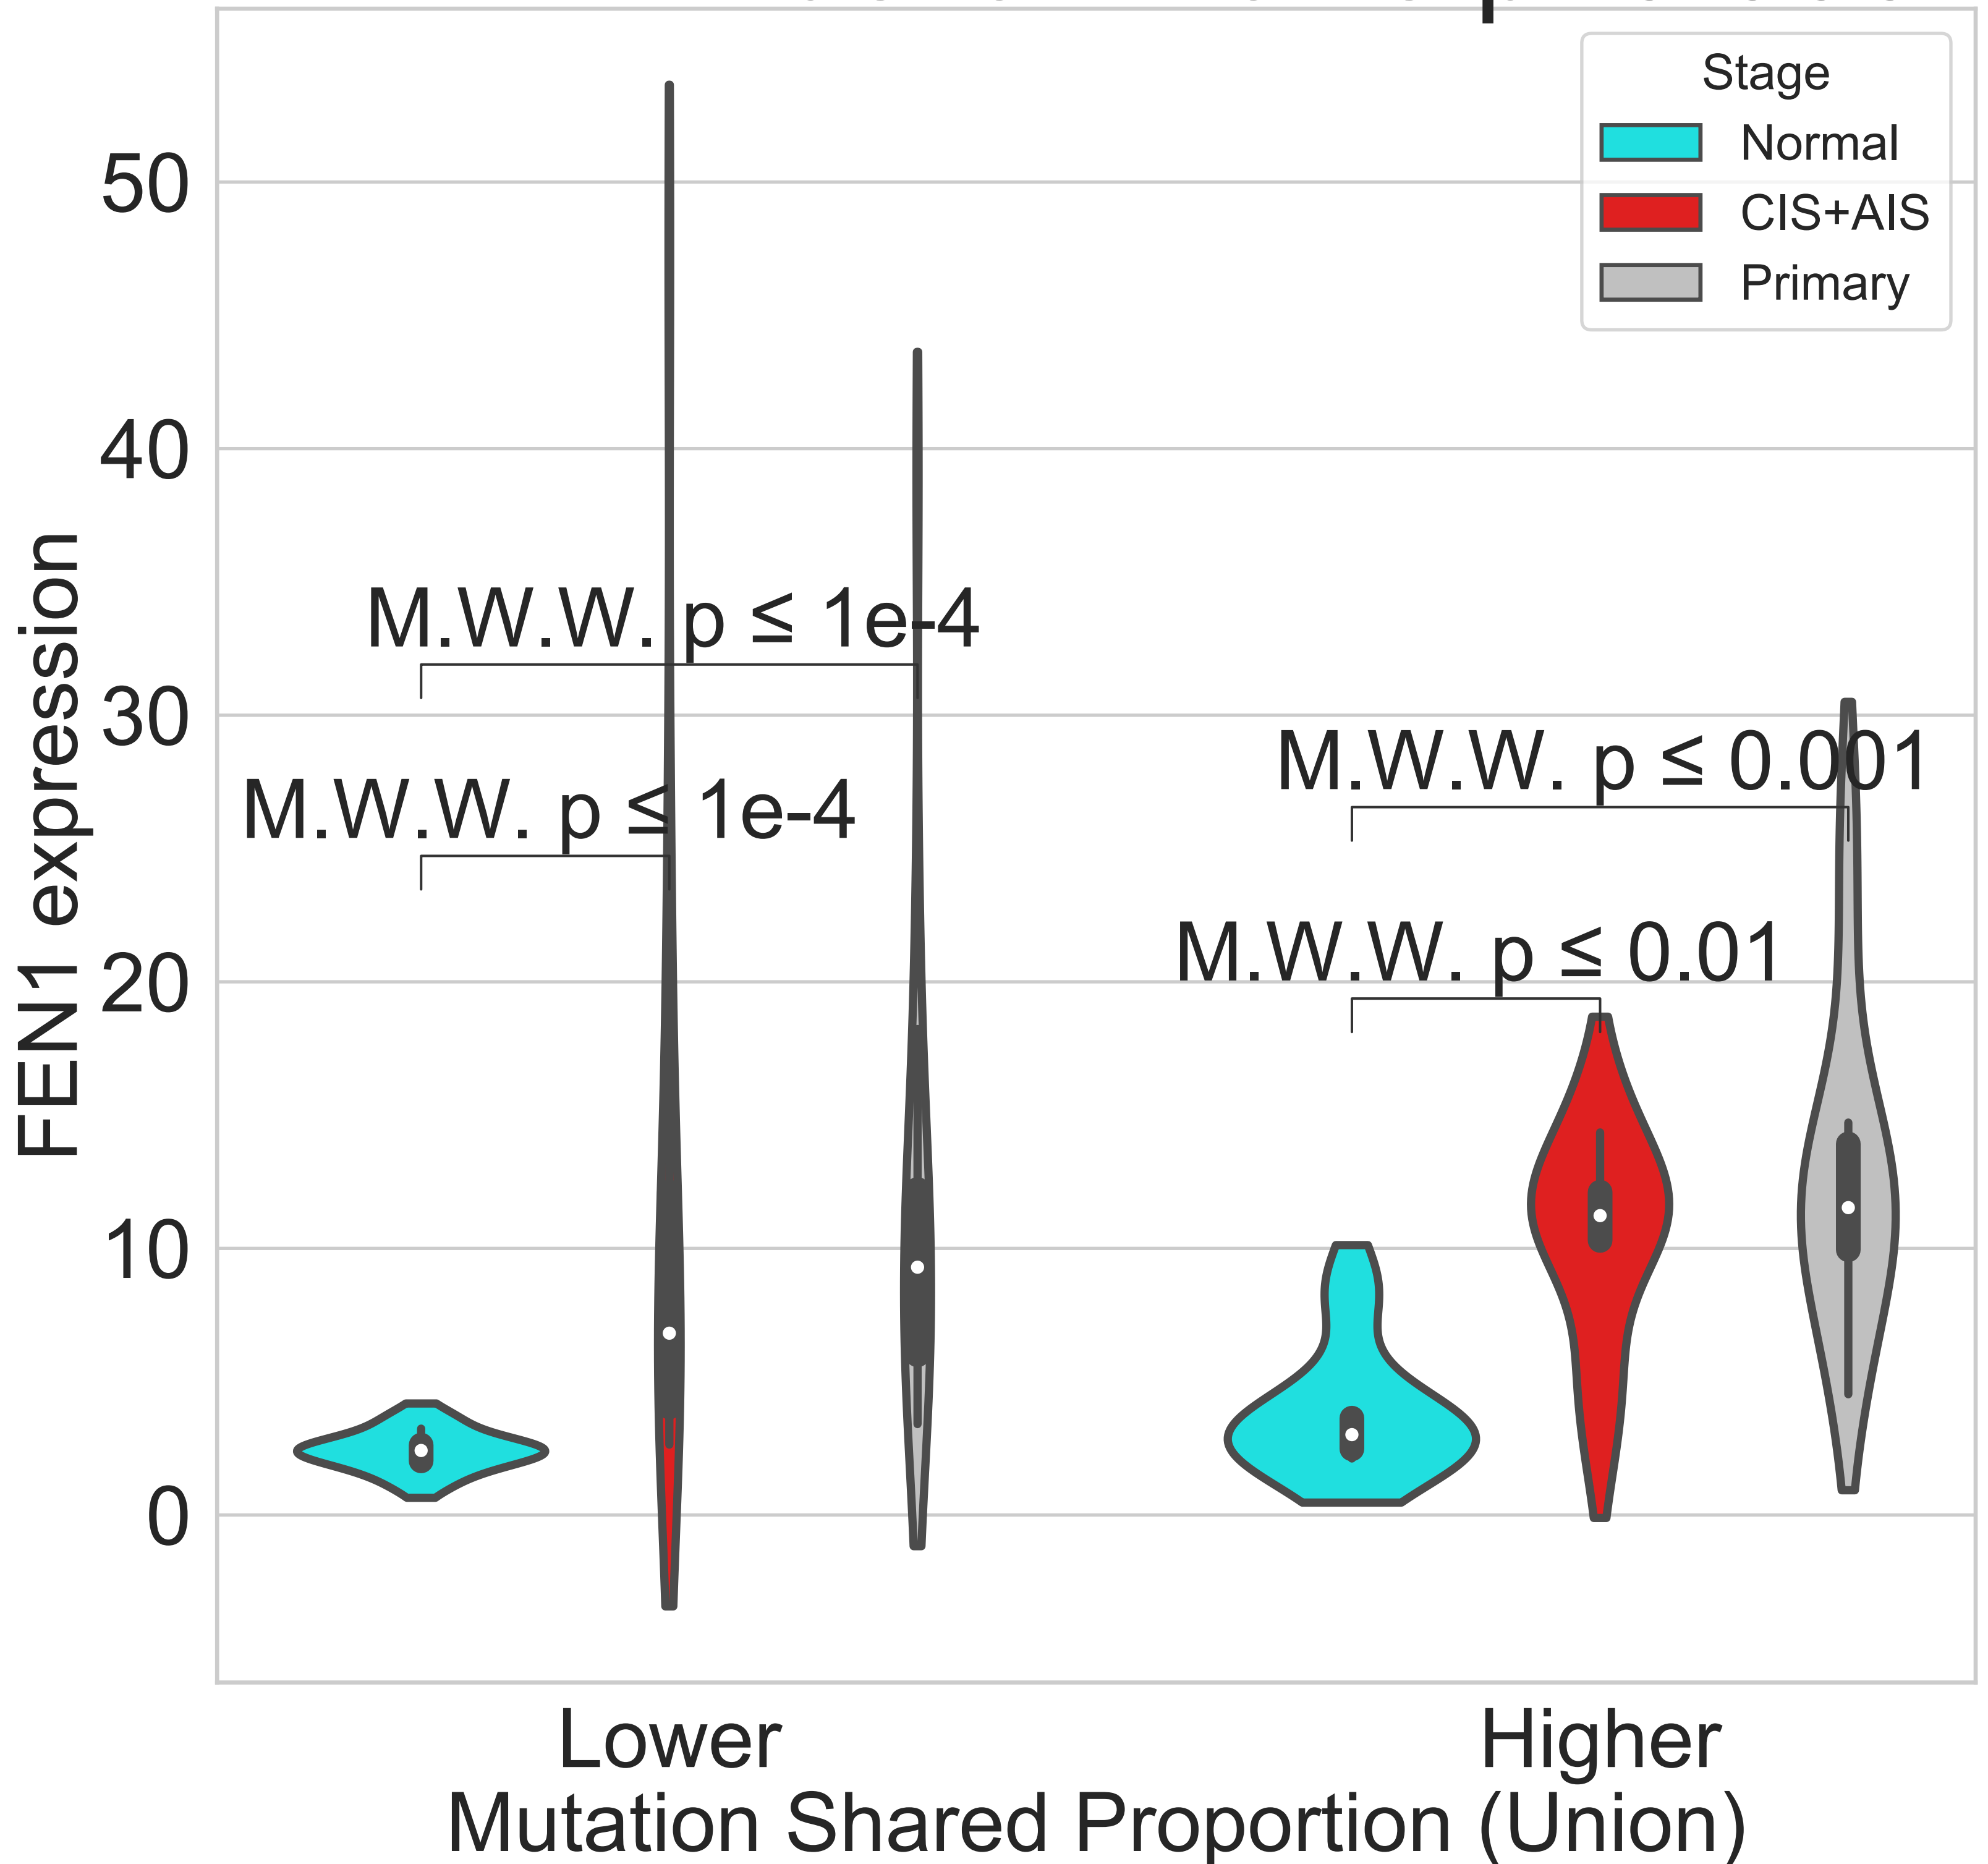 Stage
Normal
CIS+AIS
Primary
50
40
30
20
10
0
FEN1 expression
M.W.W. p ≤ 1e-4
M.W.W. p ≤ 1e-4
M.W.W. p ≤ 0.001
M.W.W. p ≤ 0.01
Lower
Higher
Mutation Shared Proportion (Union)